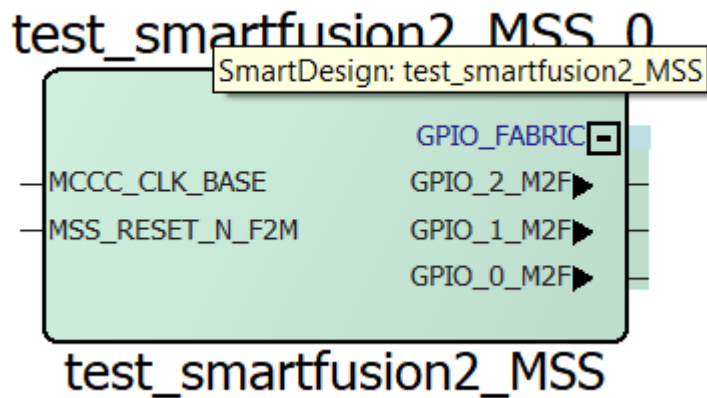 test_smartfusion2_MSS_0
SmartDesign: test_smartfusion2_MSS
GPIO_FABRIC
MCCC_CLK_BASE GPIO_2_M2F
MSS_RESET_N_F2M GPIO_1_M2F
GPIO_0_M2F
test_smartfusion2_MSS